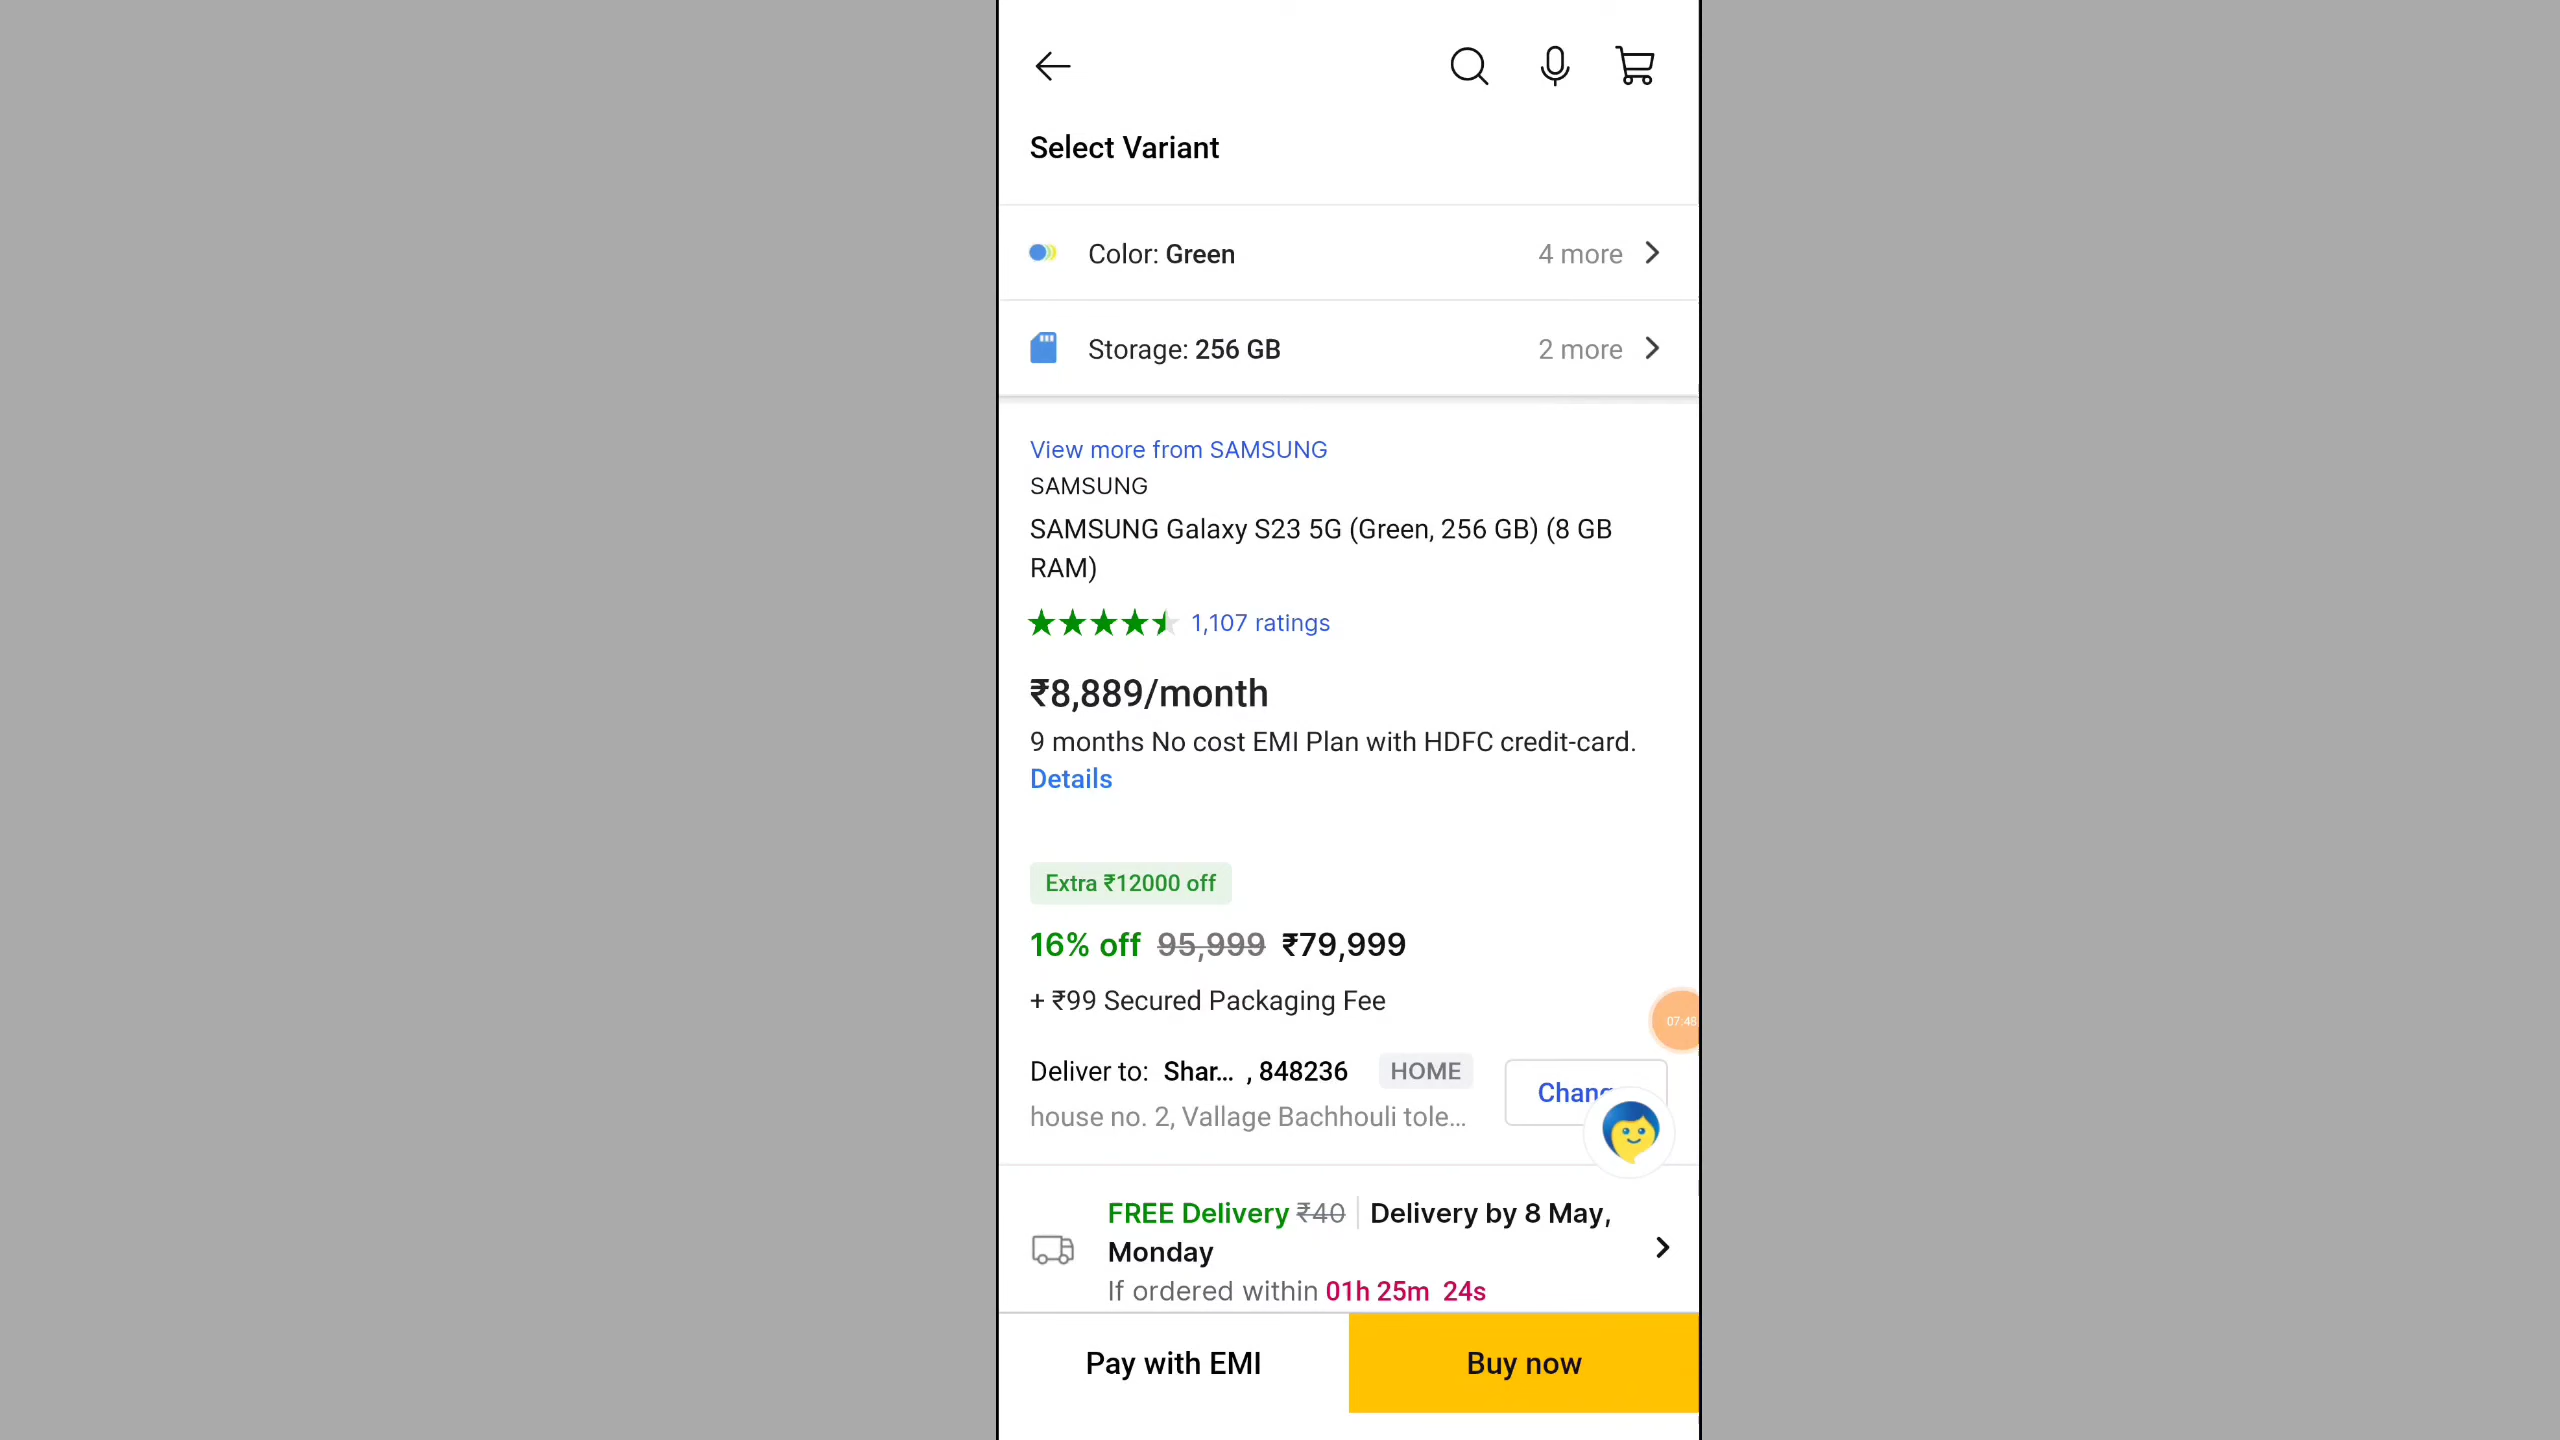 Select Variant
Color: Green 4 more
Storage: 256 GB 2 more
View more from SAMSUNG
SAMSUNG
SAMSUNG Galaxy S23 5G (Green, 256 GB) (8 GB
RAM)
1,107 ratings
₹8,889/month
9 months No cost EMI Plan with HDFC credit-card.
Details
Extra ₹12000 off
16% off 95,999 ₹79,999
+ ₹99 Secured Packaging Fee
07:48
Deliver to: Shar... , 848236 HOME
house no. 2, Vallage Bachhouli tole...
FREE Delivery ₹40 Delivery by 8 May,
Monday
If ordered within 01h 25m 24s
Pay with EMI Buy now